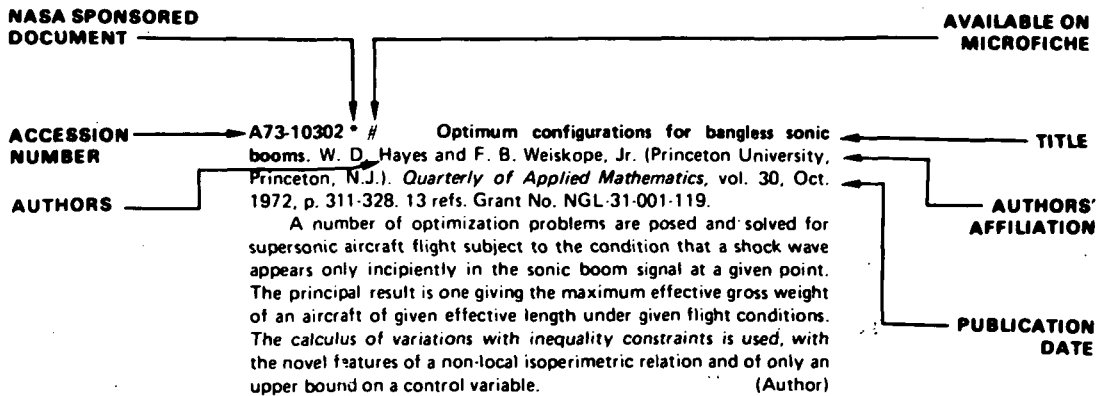 NASA SPONSORED
DOCUMENT
AVAILABLE ON
MICROFICHE
ACCESSION
NUMBER
AUTHORS
A73-10302 * # Optimum configurations for bangless sonic
booms. W. D. Hayes and F. B. Weiskope, Jr. (Princeton University,
Princeton, N.J.). Quarterly of Applied Mathematics, vol. 30, Oct.
1972, p. 311-328. 13 refs. Grant No. NGL-31-001-119.
A number of optimization problems are posed and solved for
supersonic aircraft flight subject to the condition that a shock wave
appears only incipiently in the sonic boom signal at a given point.
The principal result is one giving the maximum effective gross weight
of an aircraft of given effective length under given flight conditions.
The calculus of variations with inequality constraints is used, with
the novel features of a non-local isoperimetric relation and of only an
upper bound on a control variable. (Author)
TITLE
AUTHORS'
AFFILIATION
PUBLICATION
DATE